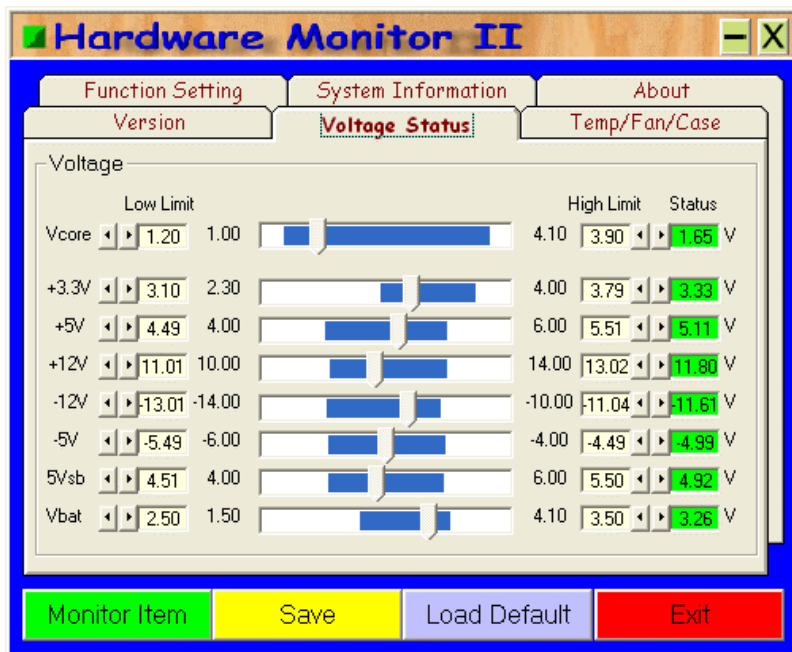 Hardware Monitor II
Function Setting System Information About
Version Voltage Status Temp/Fan/Case
Voltage
Low Limit High Limit Status
Vcore 1.20 1.00 4.10 3.90 1.65 V
+3.3V 3.10 2.30 4.00 3.79 3.33 V
+5V 4.49 4.00 6.00 5.51 5.11 V
+12V 11.01 10.00 14.00 13.02 11.80 V
-12V -13.01 -14.00 -10.00 -11.04 -11.61 V
-5V -5.49 -6.00 -4.00 -4.49 -4.99 V
5Vsb 4.51 4.00 6.00 5.50 4.92 V
Vbat 2.50 1.50 4.10 3.50 3.26 V
Monitor Item Save Load Default Exit